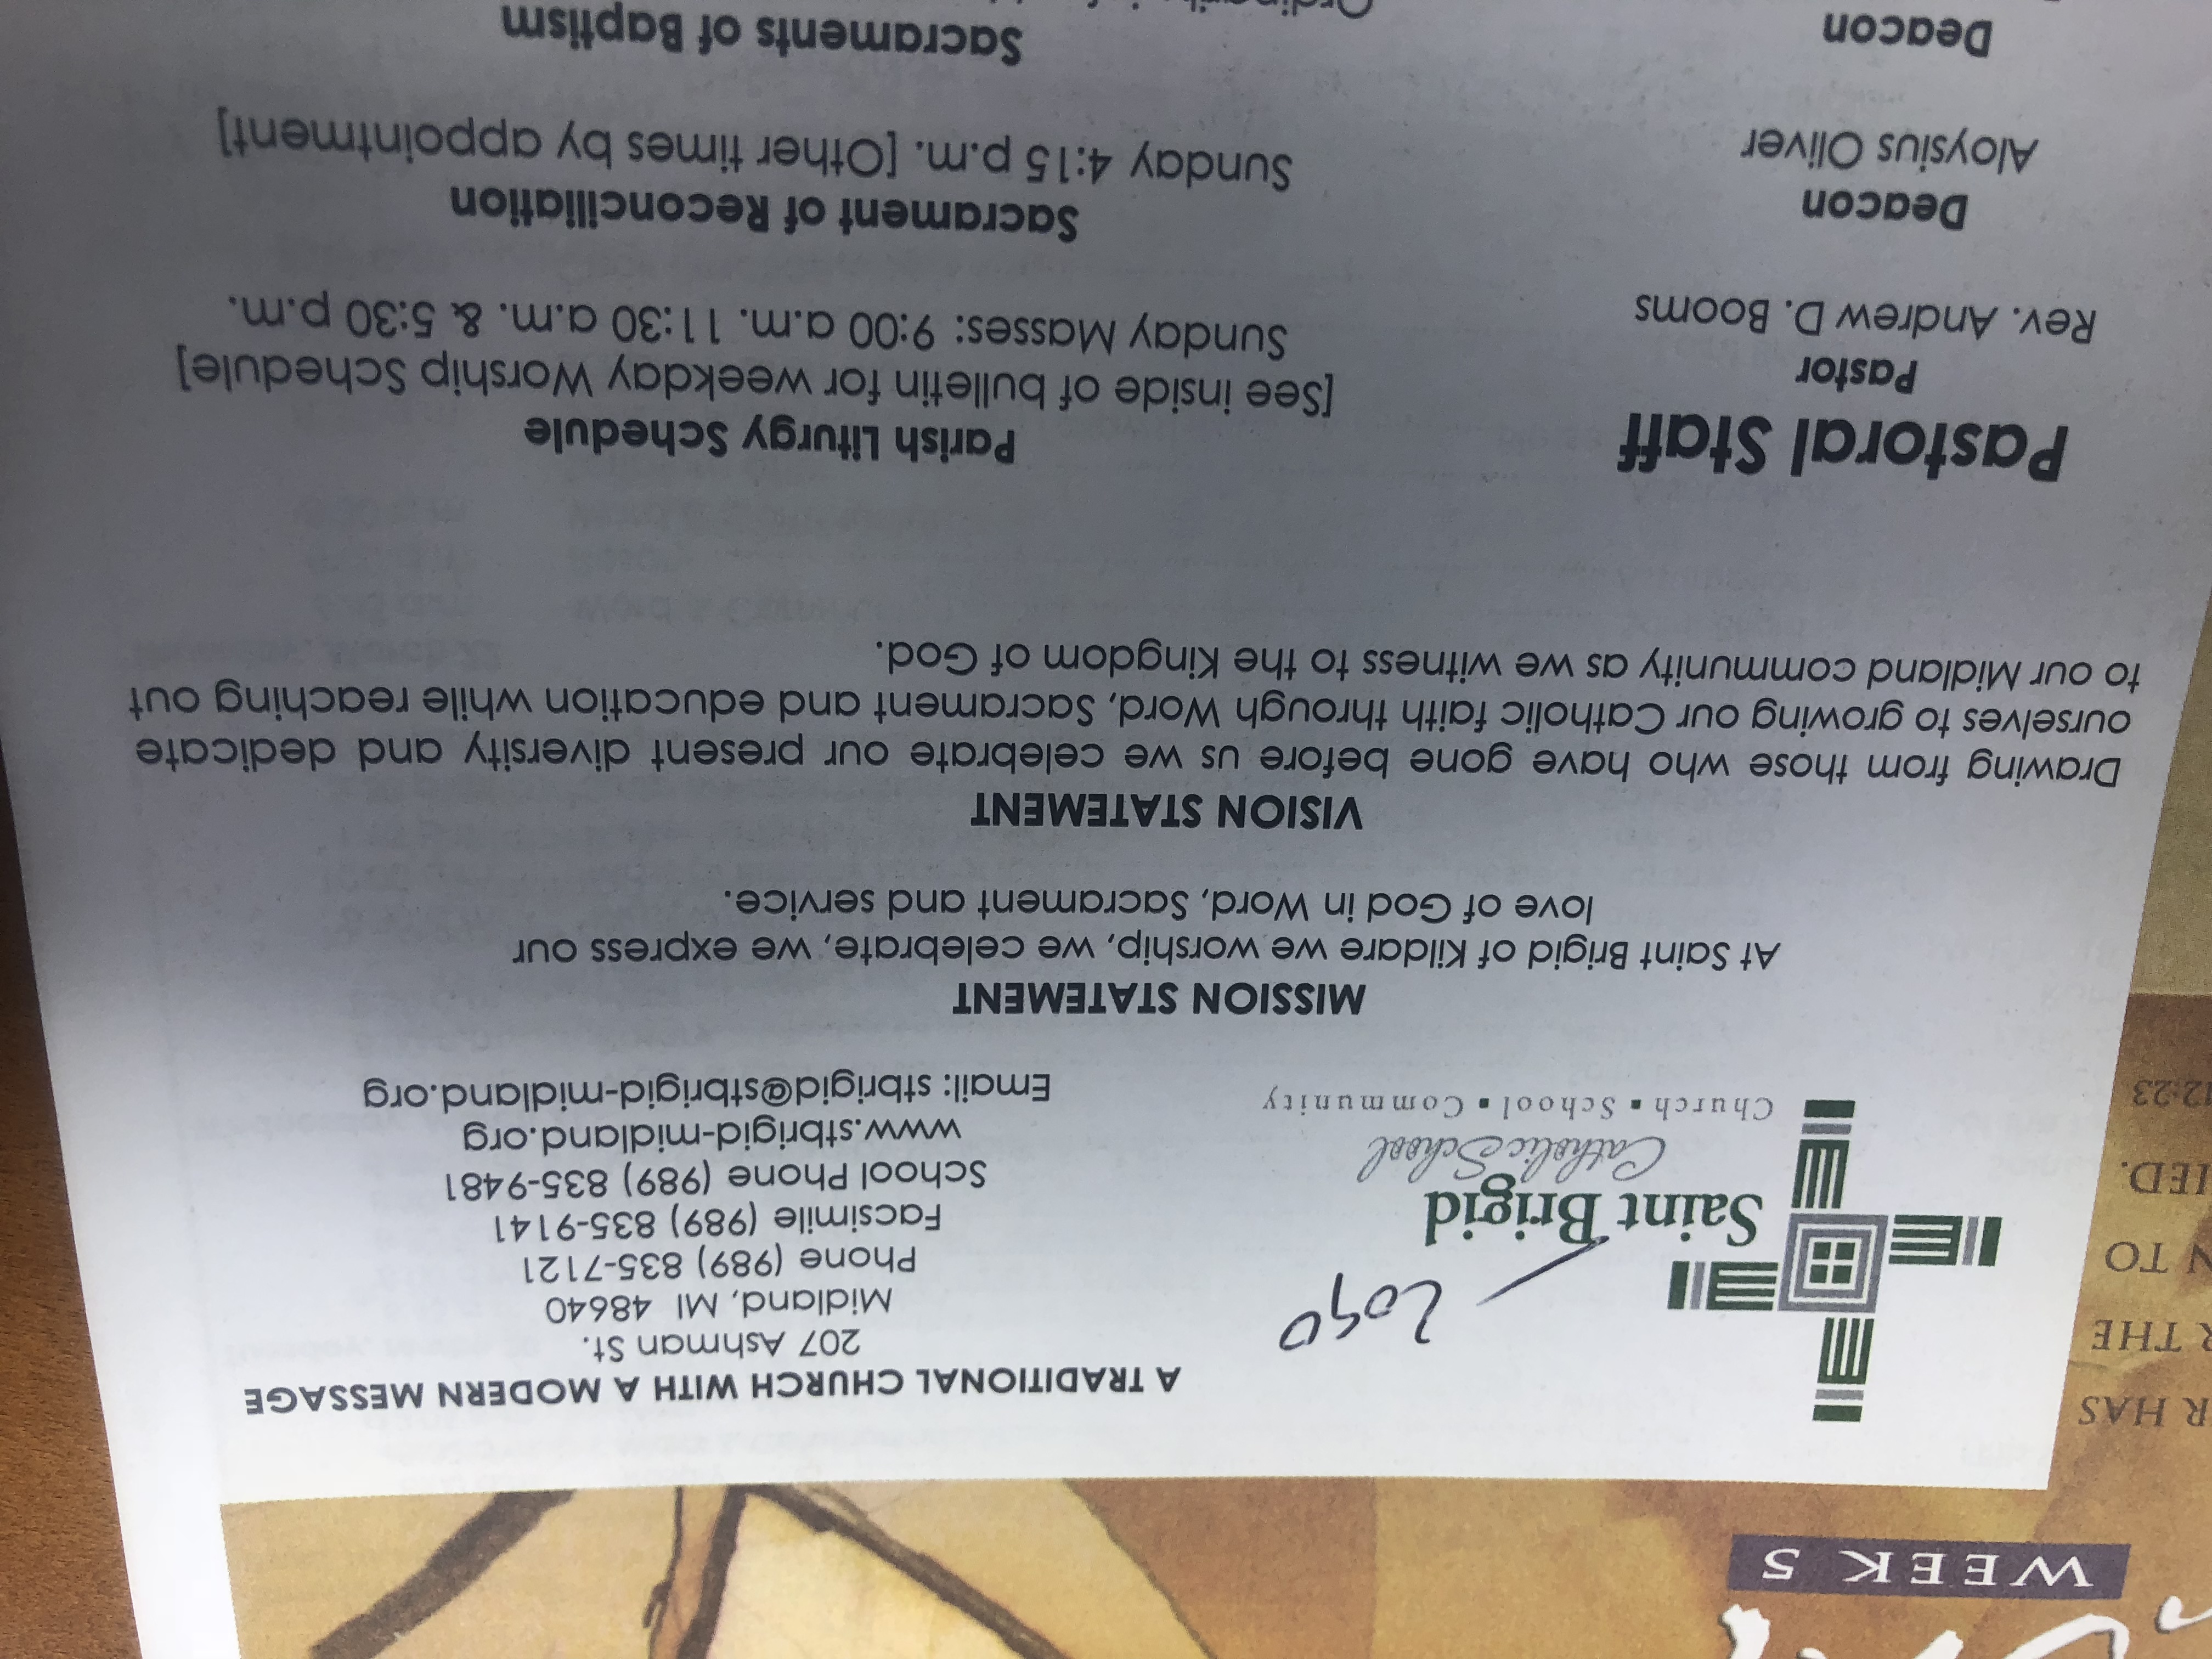 WEEK 5
R HAS
R THE
N TO
IED.
12:23
Logo
Saint Brigid
Catholic School
Church ▪ School ▪ Community
A TRADITIONAL CHURCH WITH A MODERN MESSAGE
207 Ashman St.
Midland, MI 48640
Phone (989) 835-7121
Facsimile (989) 835-9141
School Phone (989) 835-9481
www.stbrigid-midland.org
Email: stbrigid@stbrigid-midland.org
MISSION STATEMENT
At Saint Brigid of Kildare we worship, we celebrate, we express our
love of God in Word, Sacrament and service.
VISION STATEMENT
Drawing from those who have gone before us we celebrate our present diversity and dedicate
ourselves to growing our Catholic faith through Word, Sacrament and education while reaching out
to our Midland community as we witness to the Kingdom of God.
Pastoral Staff
Pastor
Rev. Andrew D. Booms
Deacon
Aloysius Oliver
Deacon
Parish Liturgy Schedule
[See inside of bulletin for weekday Worship Schedule]
Sunday Masses: 9:00 a.m. 11:30 a.m. & 5:30 p.m.
Sacrament of Reconciliation
Sunday 4:15 p.m. [Other times by appointment]
Sacraments of Baptism